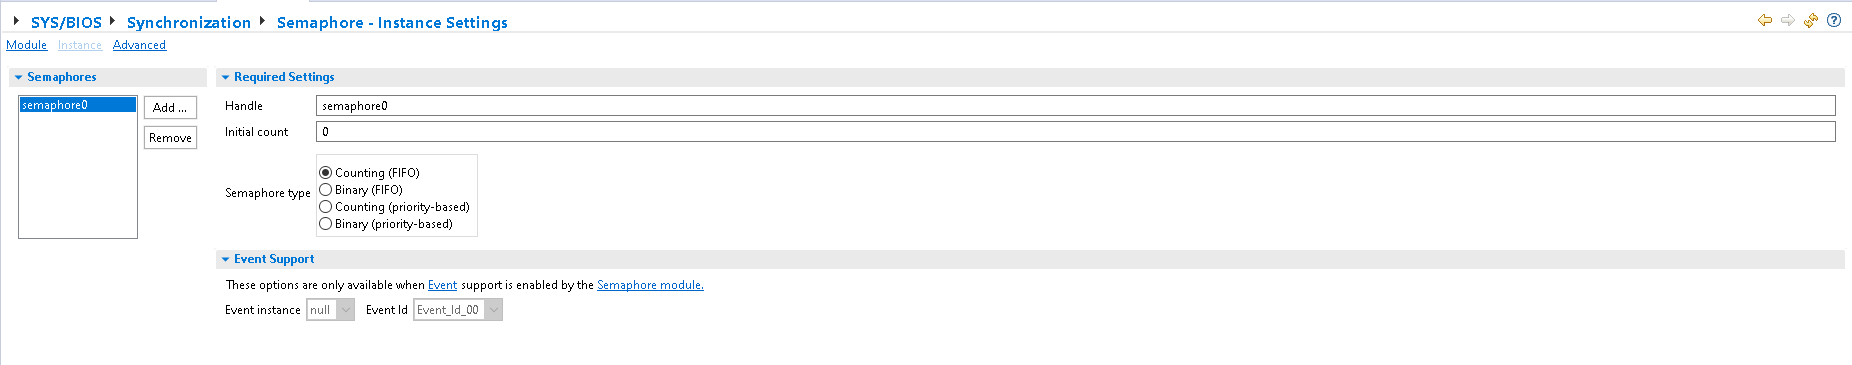 SYS/BIOS Synchronization Semaphore - Instance Settings
Module Instance Advanced
Semaphores
semaphore0
Add ...
Remove
Required Settings
Handle semaphore0
Initial count 0
Semaphore type
Counting (FIFO)
Binary (FIFO)
Counting (priority-based)
Binary (priority-based)
Event Support
These options are only available when Event support is enabled by the Semaphore module.
Event instance null Event Id Event_Id_00